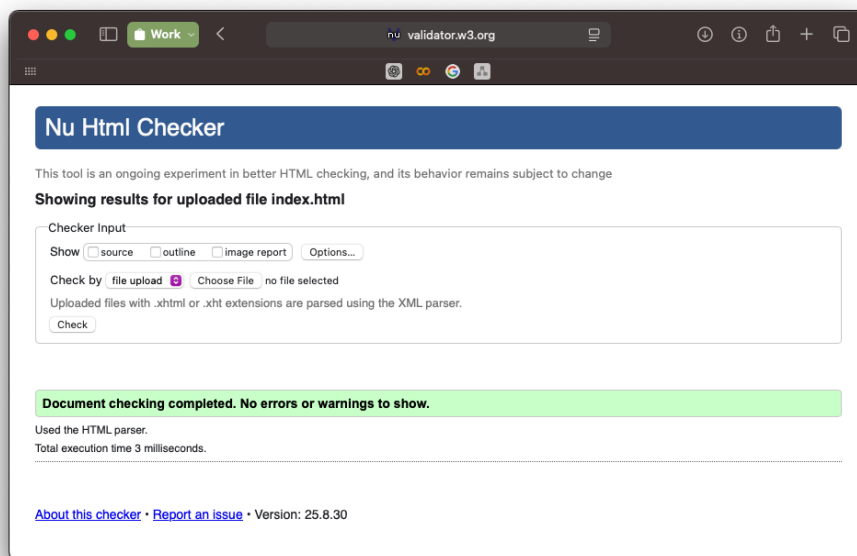 Work
nu validator.w3.org
Nu Html Checker
This tool is an ongoing experiment in better HTML checking, and its behavior remains subject to change
Showing results for uploaded file index.html
Checker Input
Show source outline image report Options...
Check by file upload Choose File no file selected
Uploaded files with .xhtml or .xht extensions are parsed using the XML parser.
Check
Document checking completed. No errors or warnings to show.
Used the HTML parser.
Total execution time 3 milliseconds.
About this checker • Report an issue • Version: 25.8.30